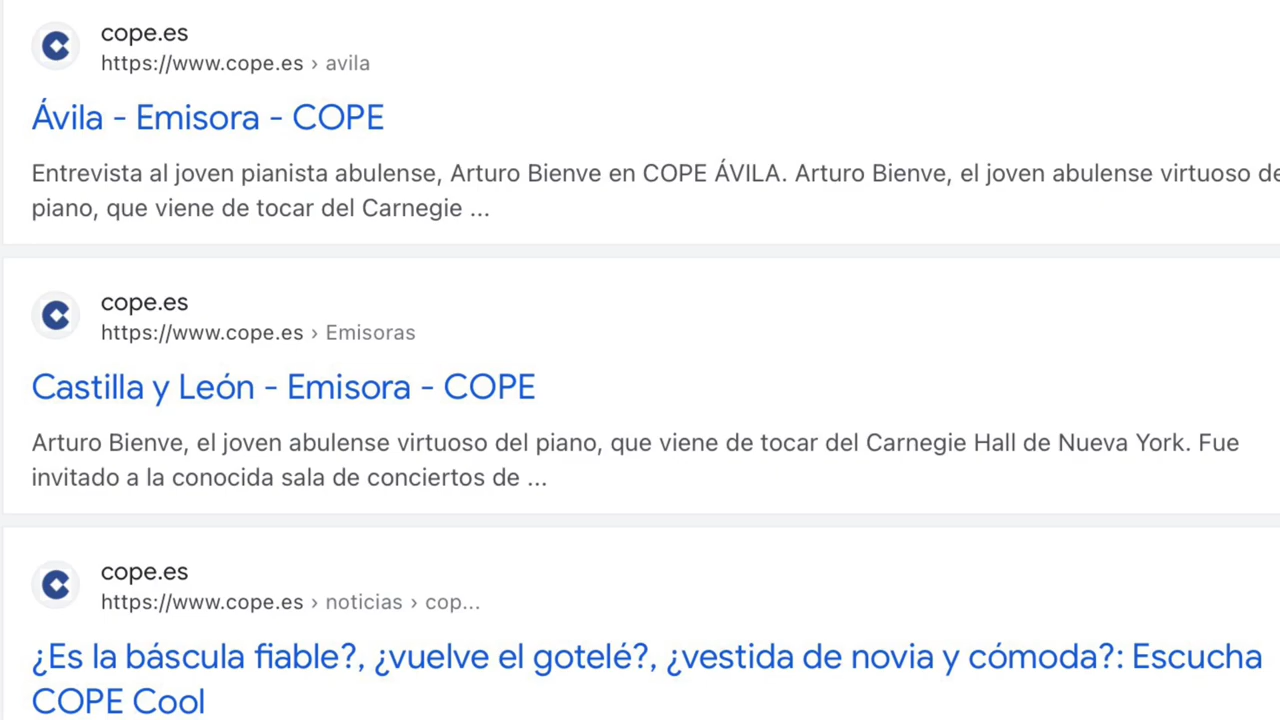 cope.es
https://www.cope.es › avila
Ávila - Emisora - COPE
Entrevista al joven pianista abulense, Arturo Bienve en COPE ÁVILA. Arturo Bienve, el joven abulense virtuoso de
piano, que viene de tocar del Carnegie ...
cope.es
https://www.cope.es › Emisoras
Castilla y León - Emisora - COPE
Arturo Bienve, el joven abulense virtuoso del piano, que viene de tocar del Carnegie Hall de Nueva York. Fue
invitado a la conocida sala de conciertos de ...
cope.es
https://www.cope.es › noticias › cop...
¿Es la báscula fiable?, ¿vuelve el gotelé?, ¿vestida de novia y cómoda?: Escucha
COPE Cool